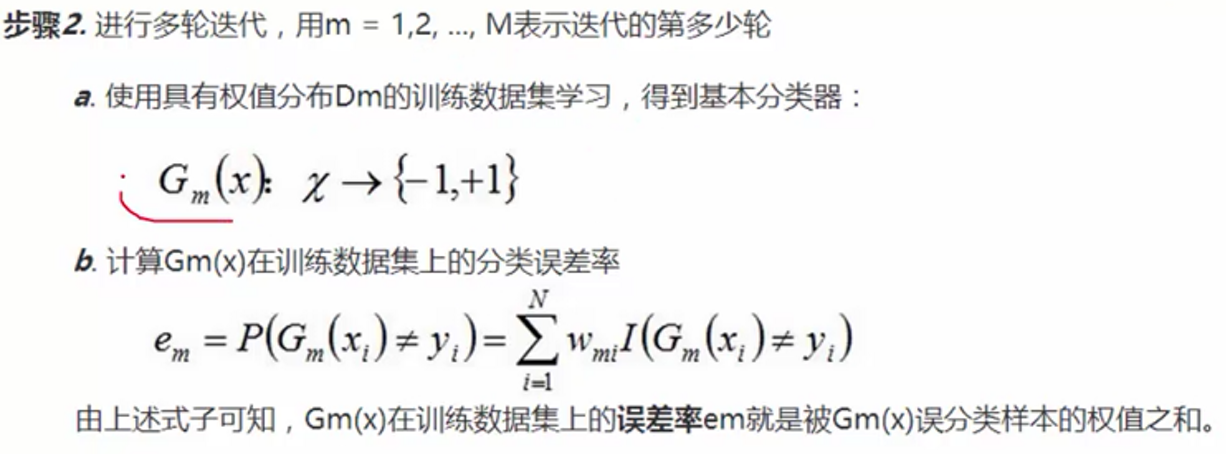 步骤2. 进行多轮迭代，用m = 1,2, ..., M表示迭代的第多少轮
a. 使用具有权值分布Dm的训练数据集学习，得到基本分类器：
G_m(x): χ → {−1,+1}
b. 计算Gm(x)在训练数据集上的分类误差率
e_m = P(G_m(x_i) ≠ y_i) = ∑_{i=1}^{N} w_{mi} I(G_m(x_i) ≠ y_i)
由上述式子可知，Gm(x)在训练数据集上的误差率em就是被Gm(x)误分类样本的权值之和。